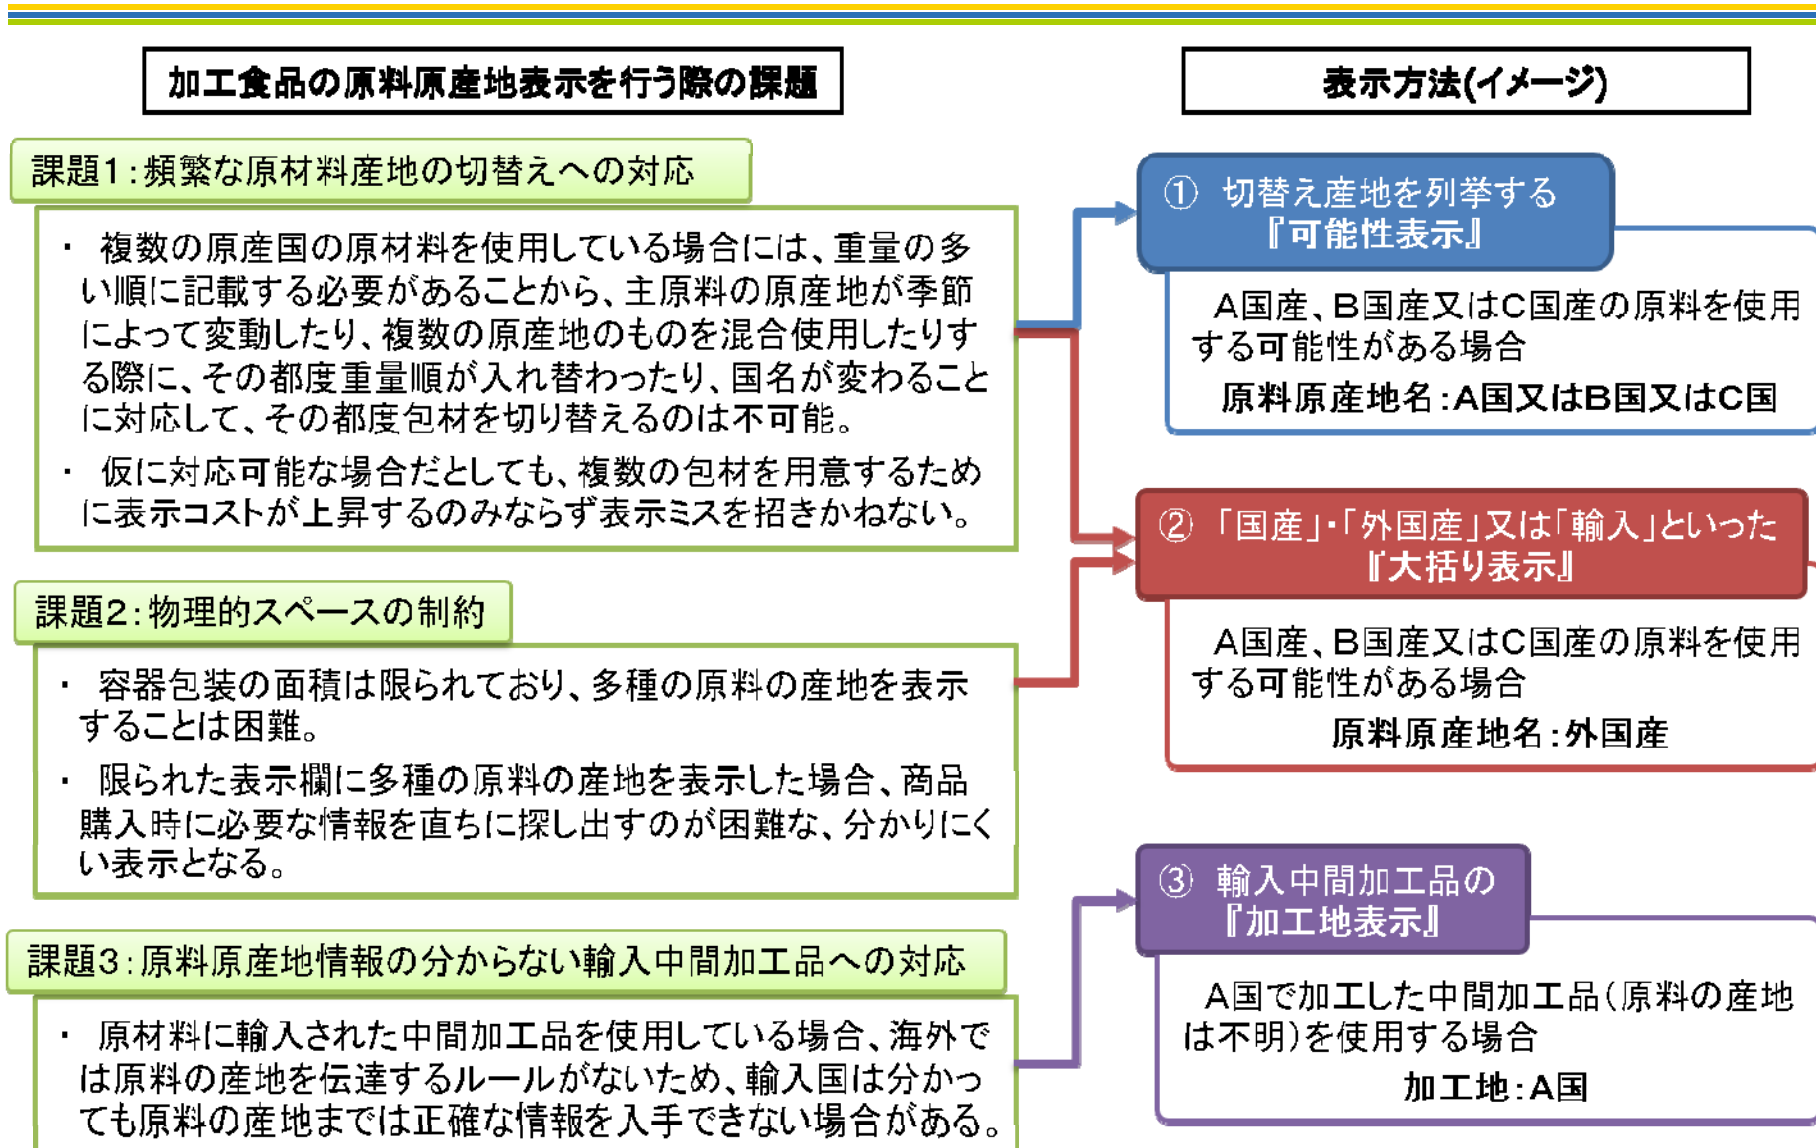 加工食品の原料原産地表示を行う際の課題
課題1:頻繁な原材料産地の切替えへの対応
・ 複数の原産国の原材料を使用している場合には、重量の多
い順に記載する必要があることから、主原料の原産地が季節
によって変動したり、複数の原産地のものを混合使用したりす
る際に、その都度重量順が入れ替わったり、国名が変わること
に対応して、その都度包材を切り替えるのは不可能。
・ 仮に対応可能な場合だとしても、複数の包材を用意するため
に表示コストが上昇するのみならず表示ミスを招きかねない。
課題2:物理的スペースの制約
・ 容器包装の面積は限られており、多種の原料の産地を表示
することは困難。
・ 限られた表示欄に多種の原料の産地を表示した場合、商品
購入時に必要な情報を直ちに探し出すのが困難な、分かりにく
い表示となる。
課題3:原料原産地情報の分からない輸入中間加工品への対応
・ 原材料に輸入された中間加工品を使用している場合、海外で
は原料の産地を伝達するルールがないため、輸入国は分かっ
ても原料の産地までは正確な情報を入手できない場合がある。
表示方法(イメージ)
① 切替え産地を列挙する
『可能性表示』
A国産、B国産又はC国産の原料を使用
する可能性がある場合
原料原産地名:A国又はB国又はC国
② 「国産」・「外国産」又は「輸入」といった
『大括り表示』
A国産、B国産又はC国産の原料を使用
する可能性がある場合
原料原産地名:外国産
③ 輸入中間加工品の
『加工地表示』
A国で加工した中間加工品(原料の産地
は不明)を使用する場合
加工地:A国